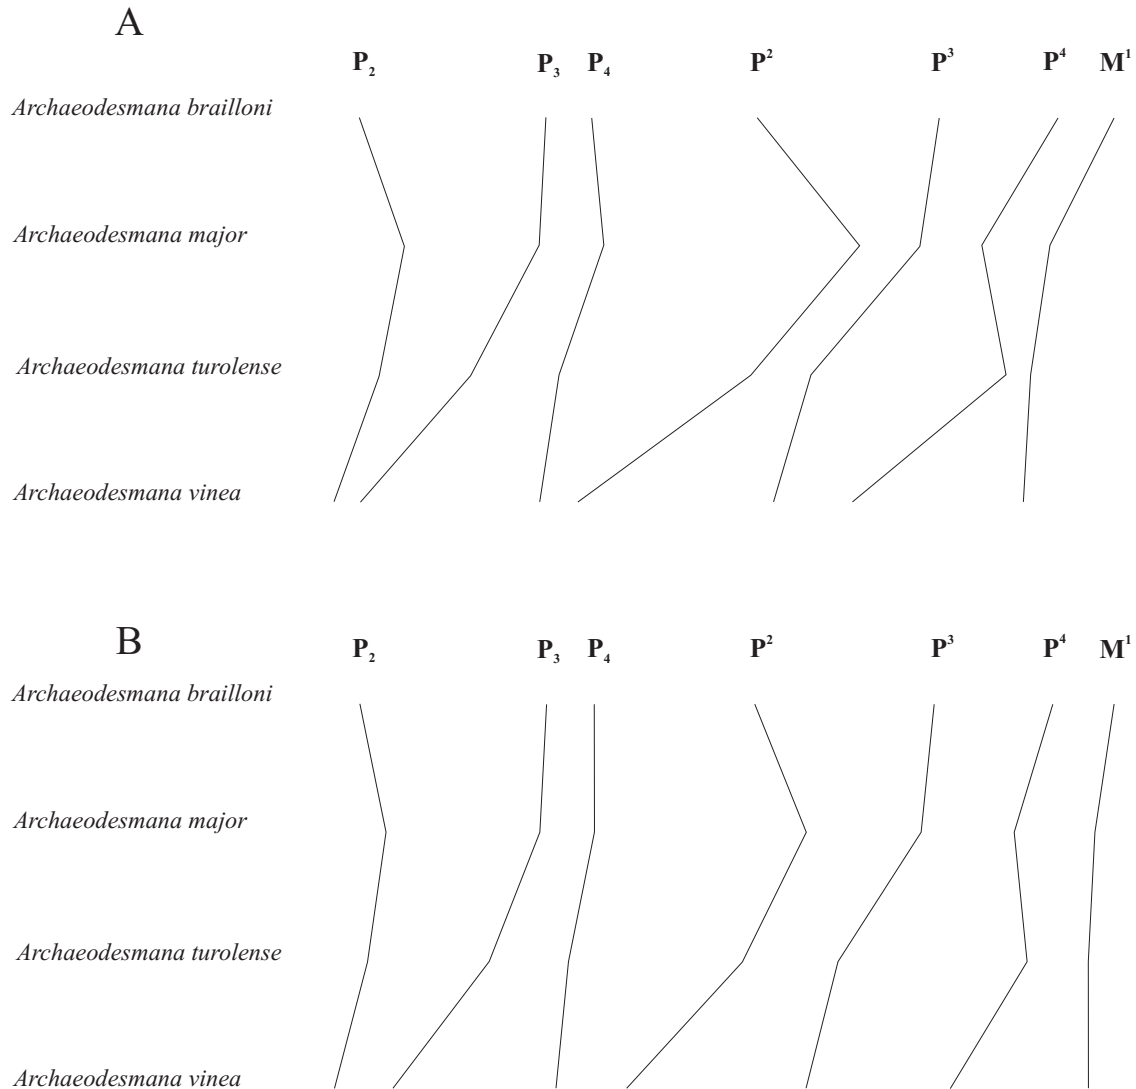 A
P₂ P₃ P₄ P² P³ P⁴ M¹
Archaeodesmana brailloni
Archaeodesmana major
Archaeodesmana turolense
Archaeodesmana vinea
B
P₂ P₃ P₄ P² P³ P⁴ M¹
Archaeodesmana brailloni
Archaeodesmana major
Archaeodesmana turolense
Archaeodesmana vinea